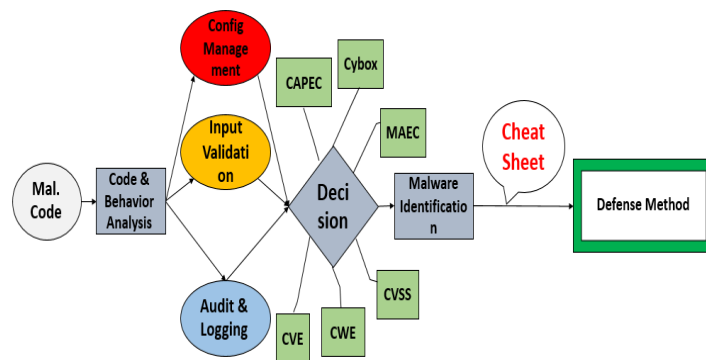 Config
Manage
ment
CAPEC
Cybox
Input
Validati
on
MAEC
Cheat
Sheet
Mal.
Code
Code &
Behavior
Analysis
Deci
sion
Malware
Identificatio
n
Defense Method
Audit &
Logging
CVE
CWE
CVSS